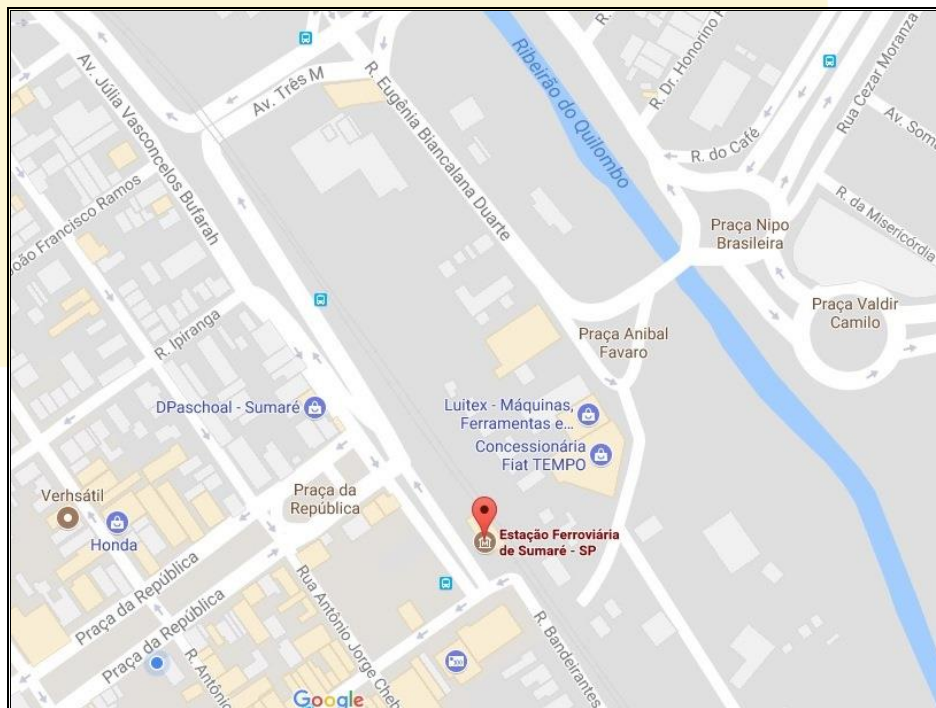 Av. Júlia Vasconcelos Bufarah
Av. Três M
R. Eugênia Biancalana Duarte
Ribeirão do Quilombo
R. Dr. Honorino
Rua Cezar Moranza
R. do Café
Av. Soma
R. da Misericórdia
Praça Nipo
Brasileira
Praça Valdir
Camilo
João Francisco Ramos
R. Ipiranga
Praça Anibal
Favaro
DPaschoal - Sumaré
Luitex - Máquinas,
Ferramentas e...
Concessionária
Fiat TEMPO
Verhsátil
Honda
Praça da
República
Estação Ferroviária
de Sumaré - SP
Praça da República
Praça da República
R. Antônio
Rua Antônio Jorge Cheb
R. Bandeirantes
Google